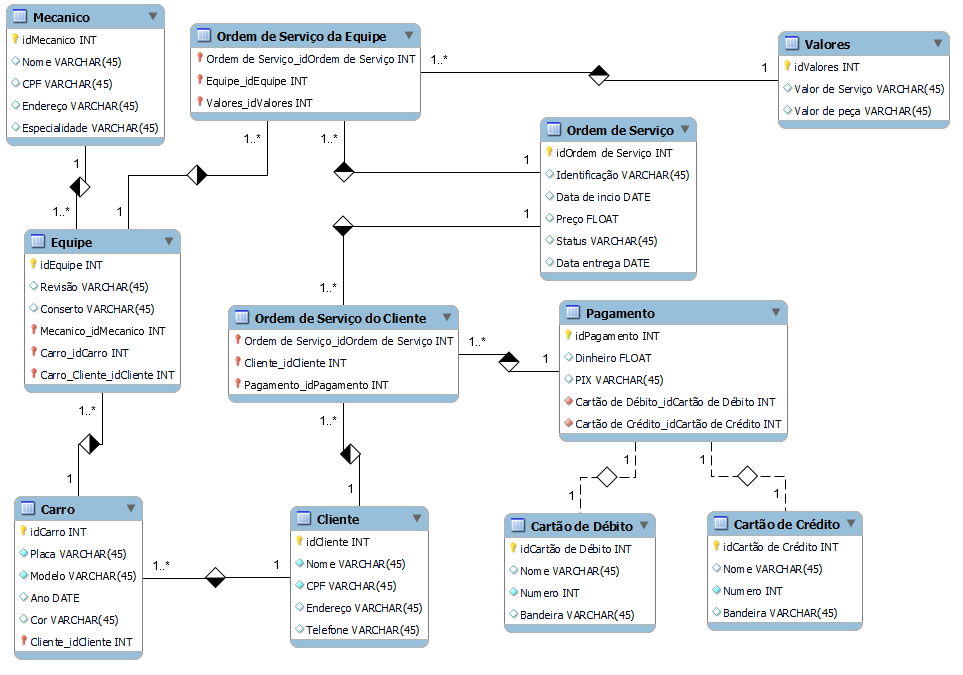 Mecanico
idMecanico INT
Nome VARCHAR(45)
CPF VARCHAR(45)
Endereço VARCHAR(45)
Especialidade VARCHAR(45)
Ordem de Serviço da Equipe
Ordem de Serviço_idOrdem de Serviço INT
Equipe_idEquipe INT
Valores_idValores INT
1..*
1
Valores
idValores INT
Valor de Serviço VARCHAR(45)
Valor de peça VARCHAR(45)
1..*
1..*
1
1
1..*
1
Ordem de Serviço
idOrdem de Serviço INT
Identificação VARCHAR(45)
Data de incio DATE
Preço FLOAT
Status VARCHAR(45)
Data entrega DATE
1
1..*
Equipe
idEquipe INT
Revisão VARCHAR(45)
Conserto VARCHAR(45)
Mecanico_idMecanico INT
Carro_idCarro INT
Carro_Cliente_idCliente INT
Ordem de Serviço do Cliente
Ordem de Serviço_idOrdem de Serviço INT
Cliente_idCliente INT
Pagamento_idPagamento INT
1..*
1
Pagamento
idPagamento INT
Dinheiro FLOAT
PIX VARCHAR(45)
Cartão de Débito_idCartão de Débito INT
Cartão de Crédito_idCartão de Crédito INT
1..*
1
1..*
1
1
1
1
1
Carro
idCarro INT
Placa VARCHAR(45)
Modelo VARCHAR(45)
Ano DATE
Cor VARCHAR(45)
Cliente_idCliente INT
1..*
1
Cliente
idCliente INT
Nome VARCHAR(45)
CPF VARCHAR(45)
Endereço VARCHAR(45)
Telefone VARCHAR(45)
Cartão de Débito
idCartão de Débito INT
Nome VARCHAR(45)
Numero INT
Bandeira VARCHAR(45)
Cartão de Crédito
idCartão de Crédito INT
Nome VARCHAR(45)
Numero INT
Bandeira VARCHAR(45)